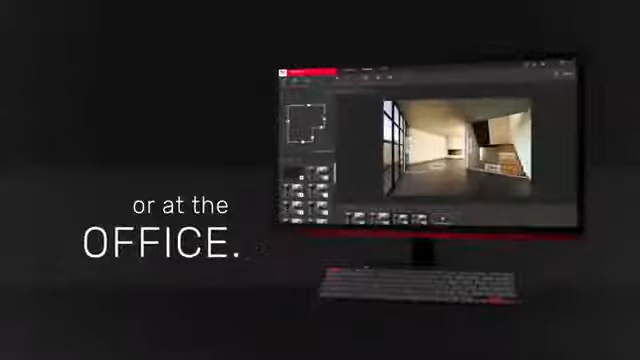 or at the
OFFICE.